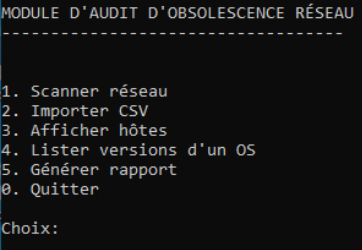 MODULE D'AUDIT D'OBSOLESCENCE RÉSEAU
------------------------------------
1. Scanner réseau
2. Importer CSV
3. Afficher hôtes
4. Lister versions d'un OS
5. Générer rapport
0. Quitter
Choix: